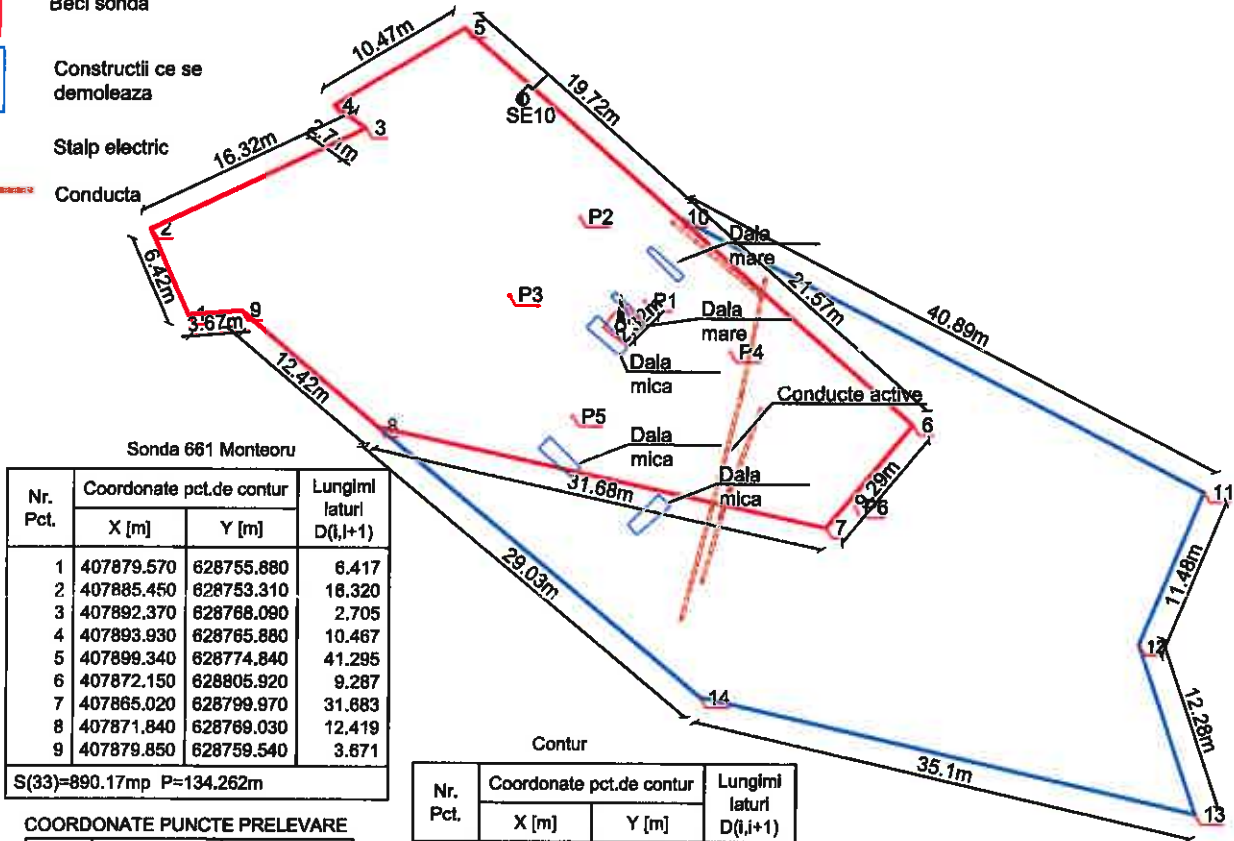 Beci sonda
Constructii ce se
demoleaza
Stalp electric
Conducta
10.47m
5
19.72m
SE10
4
3
2.71m
16.32m
2
6.42m
1
9
3.67m
12.42m
P2
10
Dala
mare
21.57m
40.89m
P3
P1
2.32m
Dala
mare
P4
Dala
mica
Conducte active
P5
8
Dala
mica
6
31.68m
Dala
mica
9.29m
P6
7
11
11.48m
12
12.28m
29.03m
14
35.1m
13
Sonda 661 Monteoru
Nr. Pct. Coordonate pct.de contur Lungimi laturi D(i,i+1)
X [m] Y [m]
1 407879.570 628755.880 6.417
2 407885.450 628753.310 16.320
3 407892.370 628768.090 2.705
4 407893.930 628765.880 10.467
5 407899.340 628774.840 41.295
6 407872.150 628805.920 9.287
7 407865.020 628799.970 31.683
8 407871.840 628769.030 12.419
9 407879.850 628759.540 3.671
S(33)=890.17mp P=134.262m
COORDONATE PUNCTE PRELEVARE
Contur
Nr. Pct. Coordonate pct.de contur Lungimi laturi D(i,i+1)
X [m] Y [m]